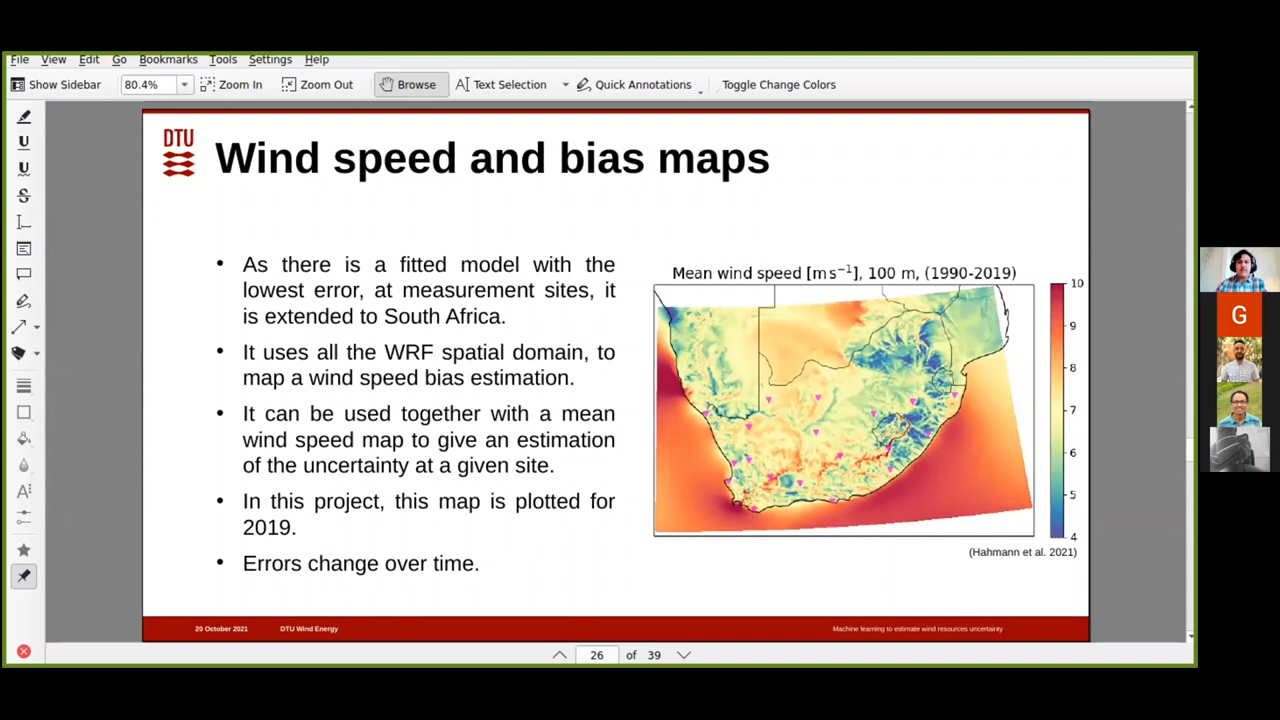 File View Edit Go Bookmarks Tools Settings Help
Show Sidebar 80.4% Zoom In Zoom Out Browse Text Selection Quick Annotations Toggle Change Colors
DTU
Wind speed and bias maps
• As there is a fitted model with the
lowest error, at measurement sites, it
is extended to South Africa.
• It uses all the WRF spatial domain, to
map a wind speed bias estimation.
• It can be used together with a mean
wind speed map to give an estimation
of the uncertainty at a given site.
• In this project, this map is plotted for
2019.
• Errors change over time.
Mean wind speed [ms⁻¹], 100 m, (1990-2019)
10
9
8
7
6
5
4
(Hahmann et al. 2021)
G
20 October 2021 DTU Wind Energy Machine learning to estimate wind resources uncertainty
26 of 39